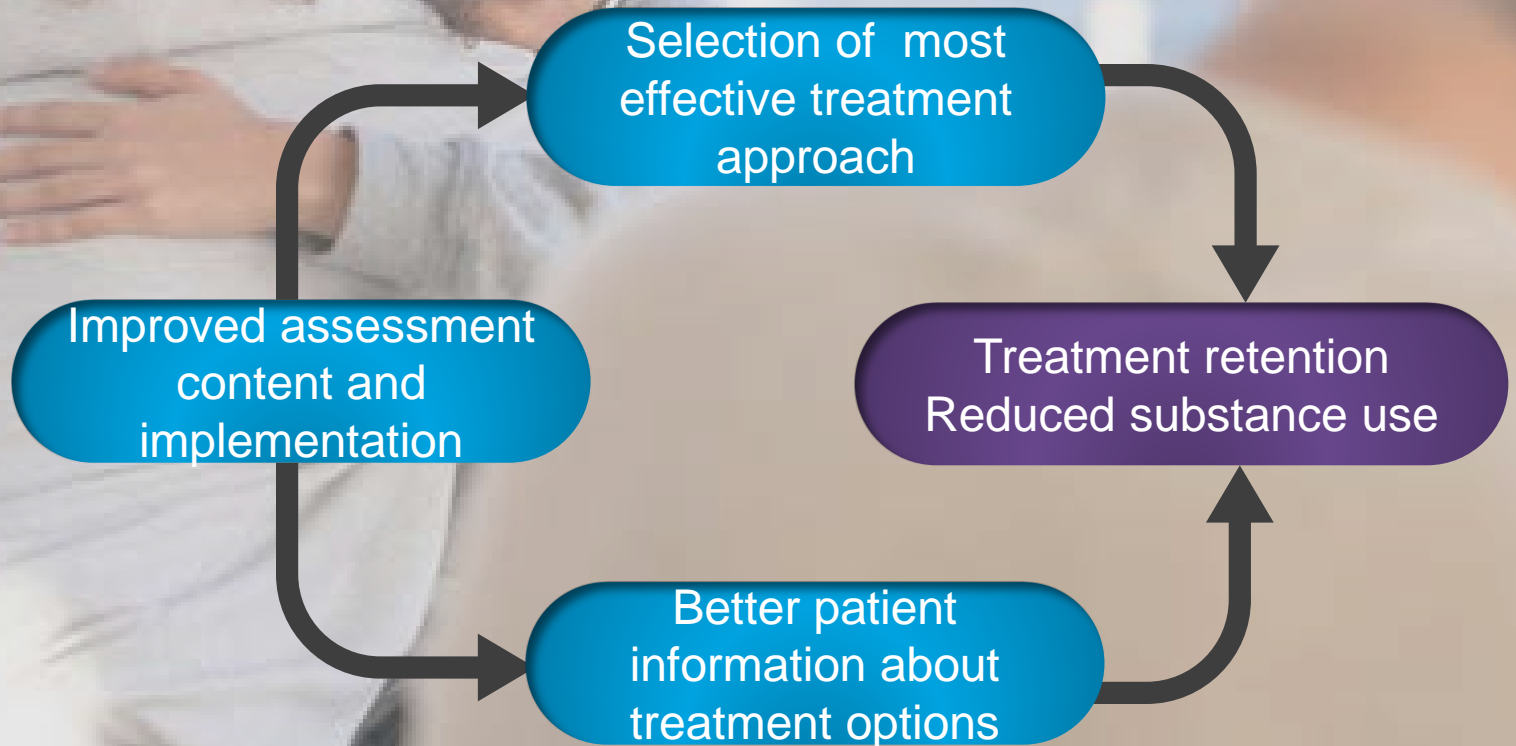 Selection of most
effective treatment
approach
Improved assessment
content and
implementation
Treatment retention
Reduced substance use
Better patient
information about
treatment options